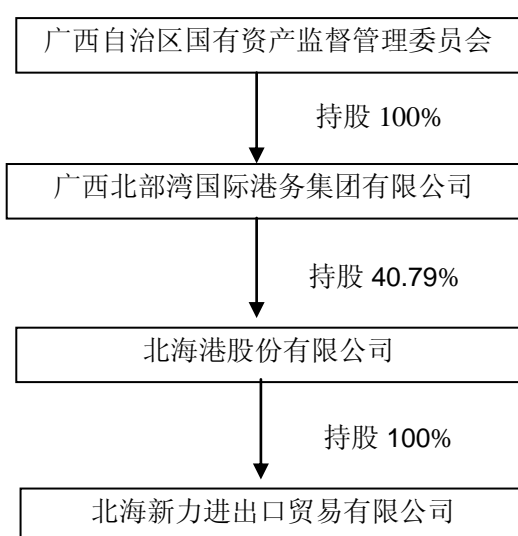 广西自治区国有资产监督管理委员会
持股 100%
广西北部湾国际港务集团有限公司
持股 40.79%
北海港股份有限公司
持股 100%
北海新力进出口贸易有限公司